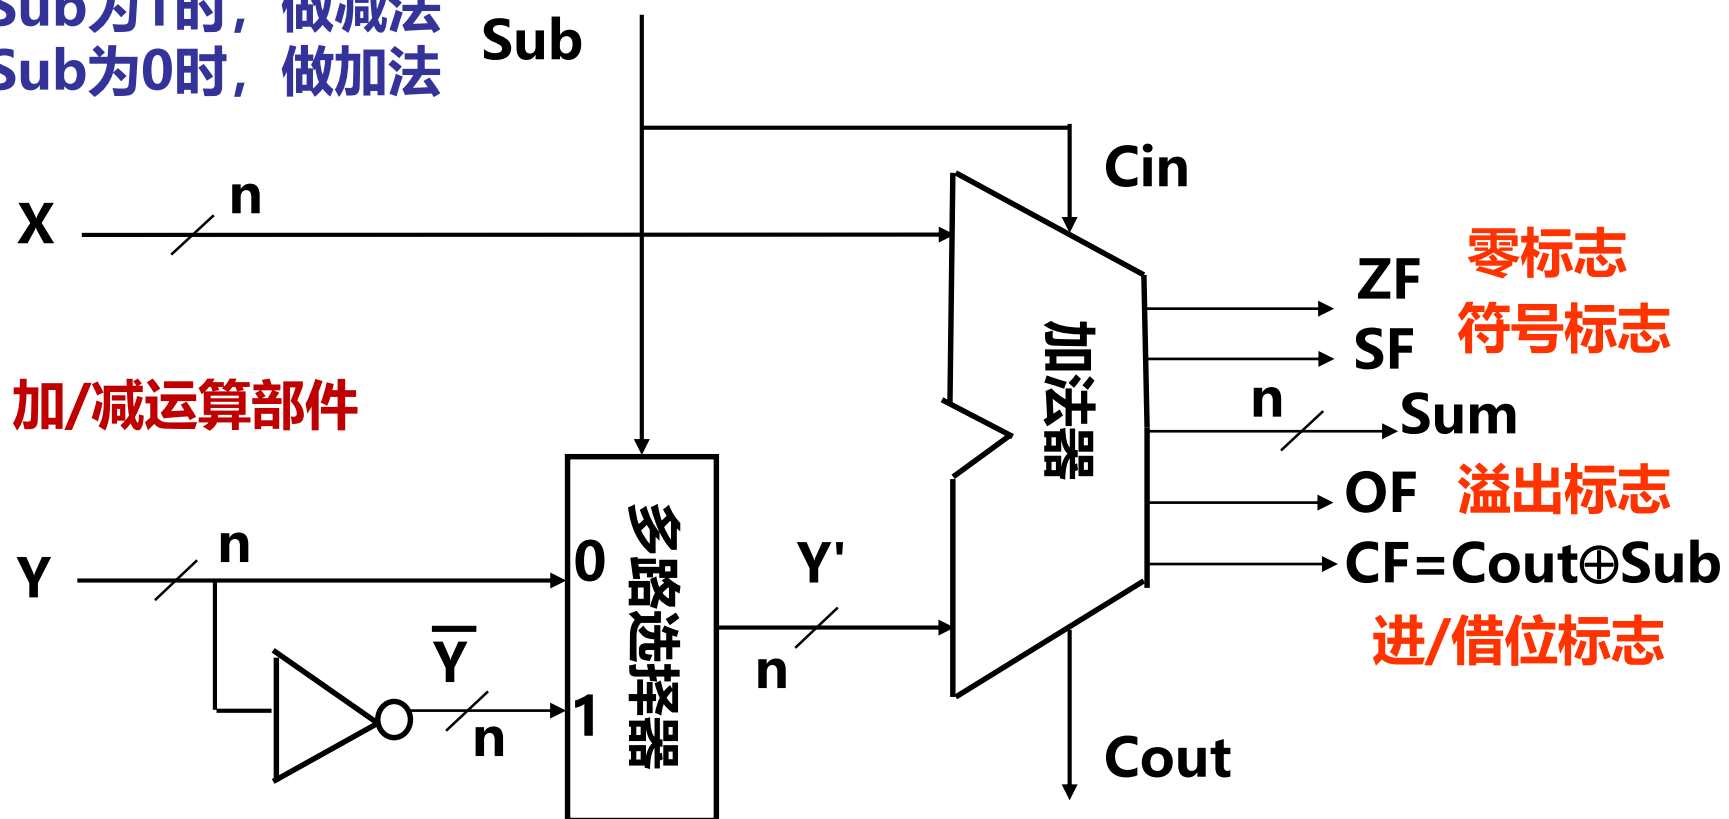 Sub为1时，做减法
Sub为0时，做加法
Sub
Cin
n
X
ZF
零标志
SF
符号标志
加/减运算部件
加法器
n
Sum
OF
溢出标志
n
Y
0
多路选择器
Y'
CF=Cout⊕Sub
进/借位标志
Y̅
n
1
n
Cout